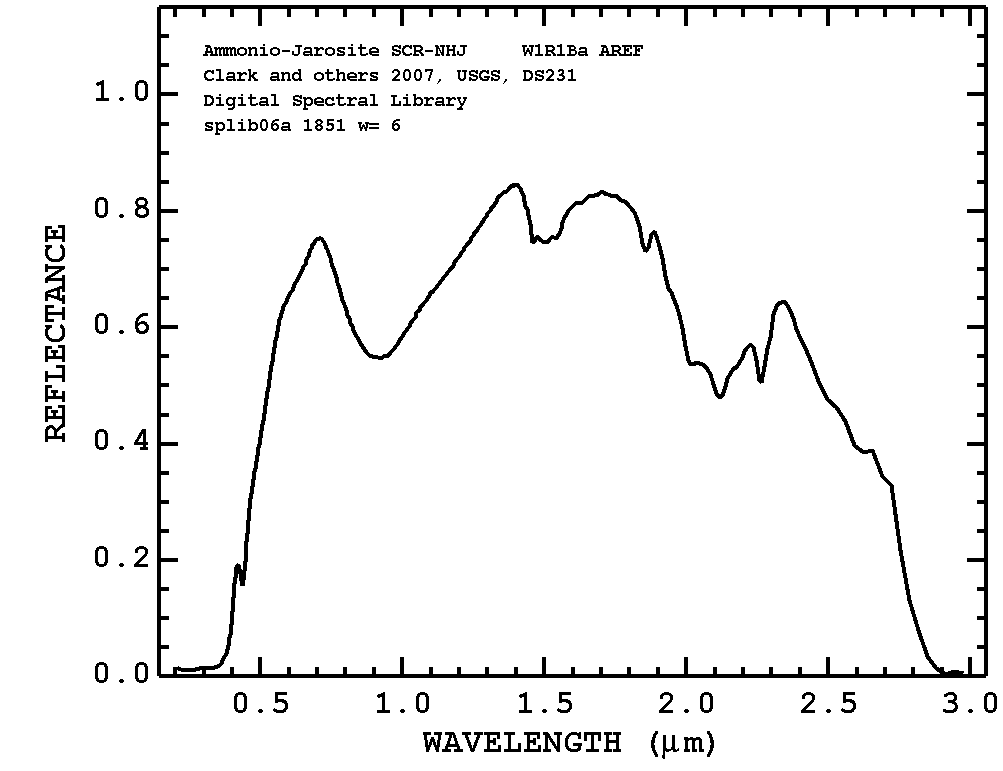 Ammonio-Jarosite SCR-NHJ W1R1Ba AREF
Clark and others 2007, USGS, DS231
Digital Spectral Library
splib06a 1851 w= 6
1.0
0.8
0.6
0.4
0.2
0.0
REFLECTANCE
0.5 1.0 1.5 2.0 2.5 3.0
WAVELENGTH (μm)